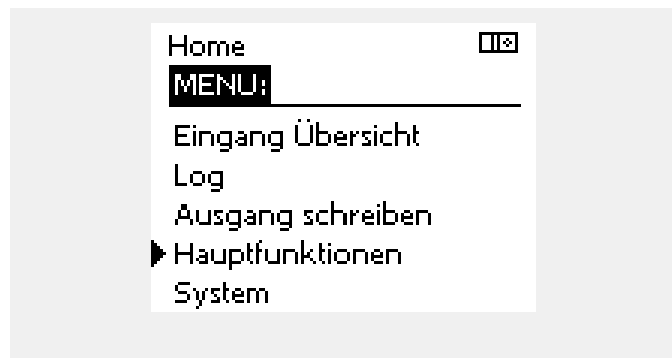 Home
MENU:
Eingang Übersicht
Log
Ausgang schreiben
Hauptfunktionen
System